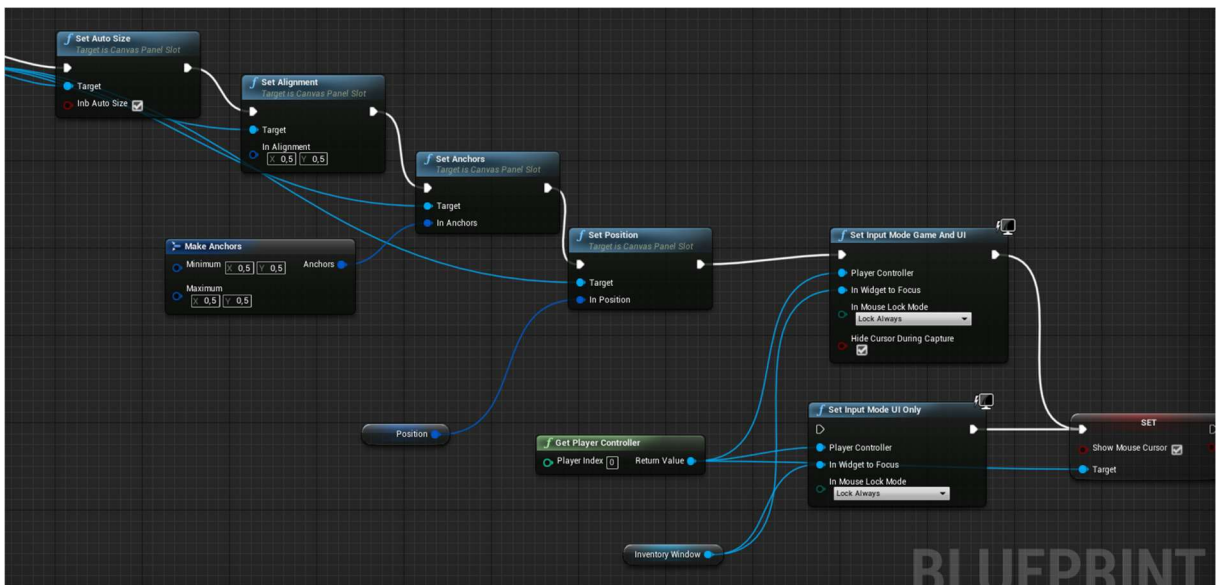 Set Auto Size
Target is Canvas Panel Slot
Target
Inb Auto Size
Set Alignment
Target is Canvas Panel Slot
Target
In Alignment
X 0,5 Y 0,5
Set Anchors
Target is Canvas Panel Slot
Target
In Anchors
Make Anchors
Minimum X 0,5 Y 0,5 Anchors
Maximum
X 0,5 Y 0,5
Set Position
Target is Canvas Panel Slot
Target
In Position
Position
Set Input Mode Game And UI
Player Controller
In Widget to Focus
In Mouse Lock Mode
Lock Always
Hide Cursor During Capture
Get Player Controller
Player Index 0 Return Value
Set Input Mode UI Only
Player Controller
In Widget to Focus
In Mouse Lock Mode
Lock Always
SET
Show Mouse Cursor
Target
Inventory Window
BLUEPRINT